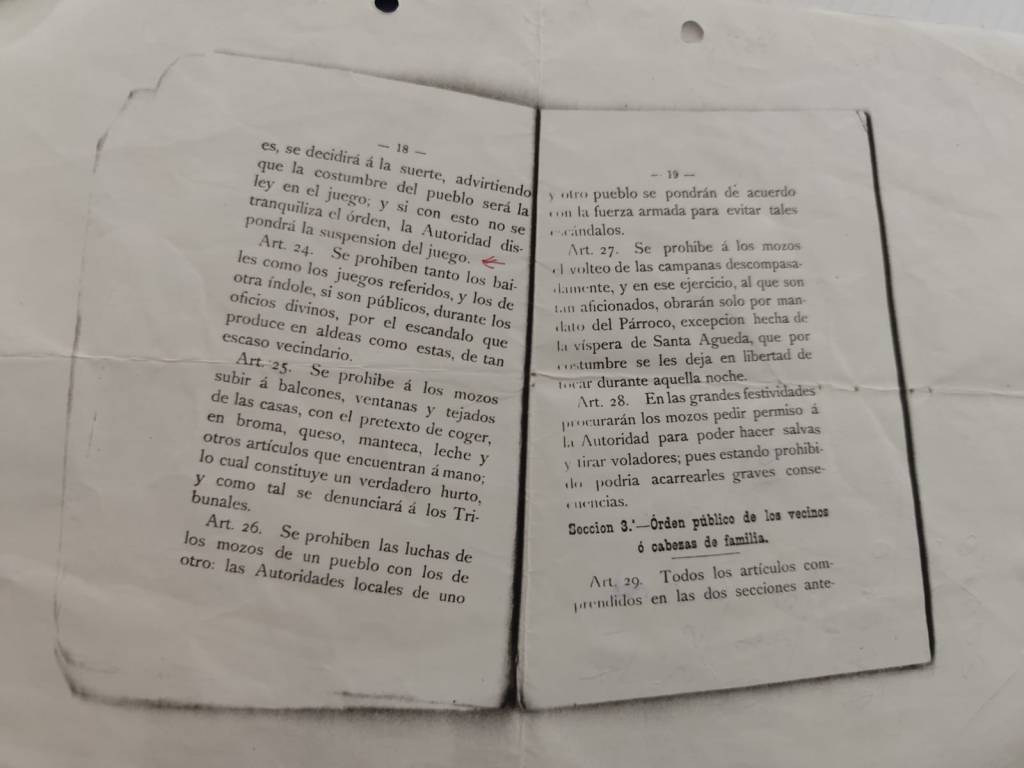 — 18 —
es, se decidirá á la suerte, advirtiendo
que la costumbre del pueblo será la
ley en el juego; y si con esto no se
tranquiliza el órden, la Autoridad dis-
pondrá la suspension del juego.
Art. 24. Se prohiben tanto los bai-
les como los juegos referidos, y los de
otra índole, si son públicos, durante los
oficios divinos, por el escandalo que
produce en aldeas como estas, de tan
escaso vecindario.
Art. 25. Se prohibe á los mozos
subir á balcones, ventanas y tejados
de las casas, con el pretexto de coger,
en broma, queso, manteca, leche y
otros artículos que encuentran á mano;
lo cual constituye un verdadero hurto,
y como tal se denunciará á los Tri-
bunales.
Art. 26. Se prohiben las luchas de
los mozos de un pueblo con los de
otro: las Autoridades locales de uno
— 19 —
y otro pueblo se pondrán de acuerdo
con la fuerza armada para evitar tales
escándalos.
Art. 27. Se prohibe á los mozos
el volteo de las campanas descompasa-
damente, y en ese ejercicio, al que son
tan aficionados, obrarán solo por man-
dato del Párroco, excepcion hecha de
la víspera de Santa Agueda, que por
costumbre se les deja en libertad de
tocar durante aquella noche.
Art. 28. En las grandes festividades
procurarán los mozos pedir permiso á
la Autoridad para poder hacer salvas
y tirar voladores; pues estando prohibi-
do podria acarrearles graves conse-
cuencias.
Seccion 3.ª—Órden público de los vecinos
ó cabezas de familia.
Art. 29. Todos los artículos com-
prendidos en las dos secciones ante-